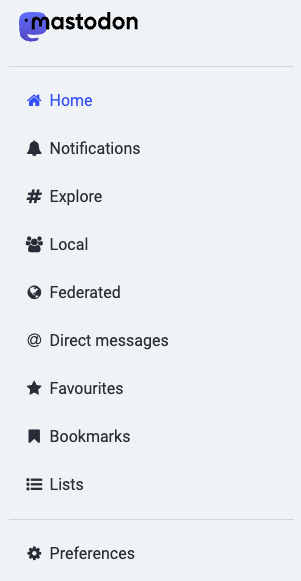 mastodon
Home
Notifications
Explore
Local
Federated
Direct messages
Favourites
Bookmarks
Lists
Preferences